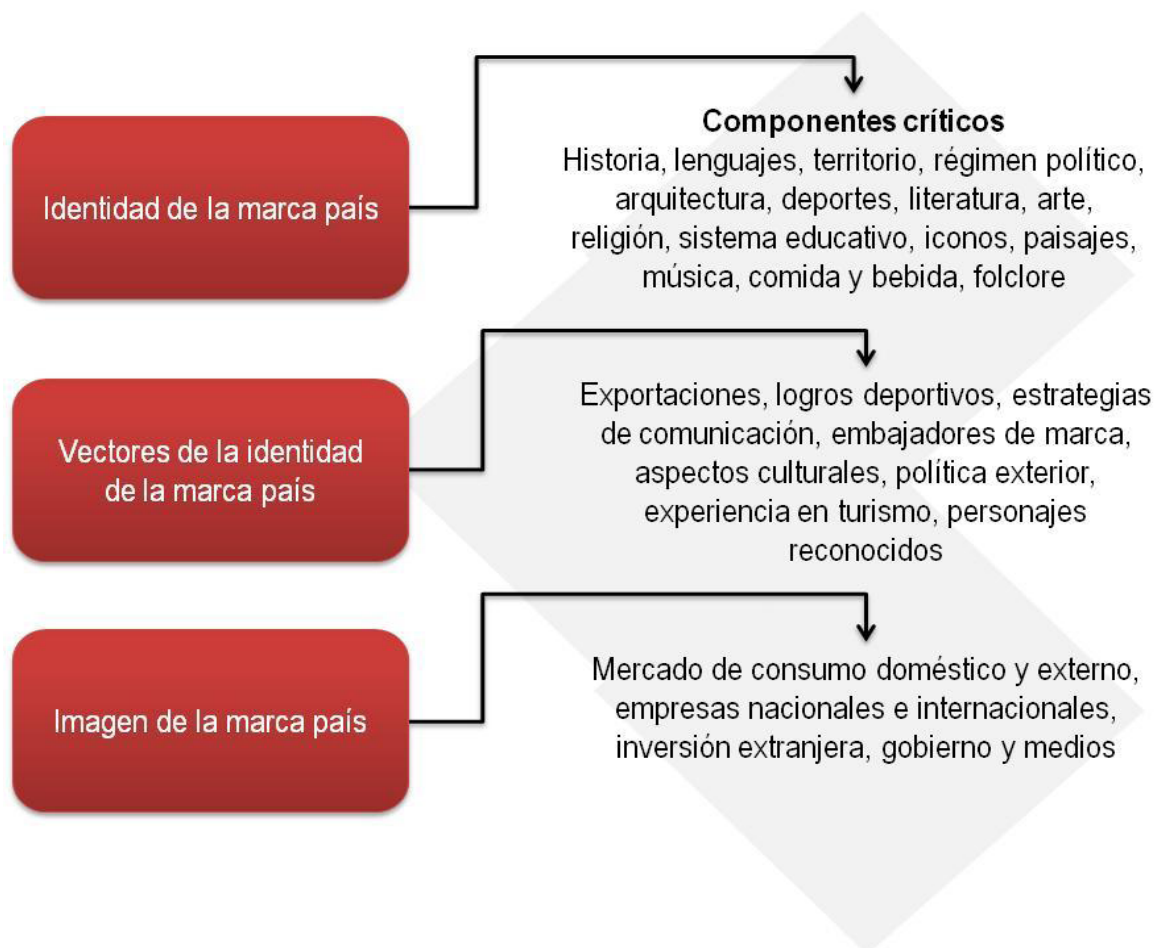 Identidad de la marca país
Componentes críticos
Historia, lenguajes, territorio, régimen político,
arquitectura, deportes, literatura, arte,
religión, sistema educativo, iconos, paisajes,
música, comida y bebida, folclore
Vectores de la identidad
de la marca país
Exportaciones, logros deportivos, estrategias
de comunicación, embajadores de marca,
aspectos culturales, política exterior,
experiencia en turismo, personajes
reconocidos
Imagen de la marca país
Mercado de consumo doméstico y externo,
empresas nacionales e internacionales,
inversión extranjera, gobierno y medios